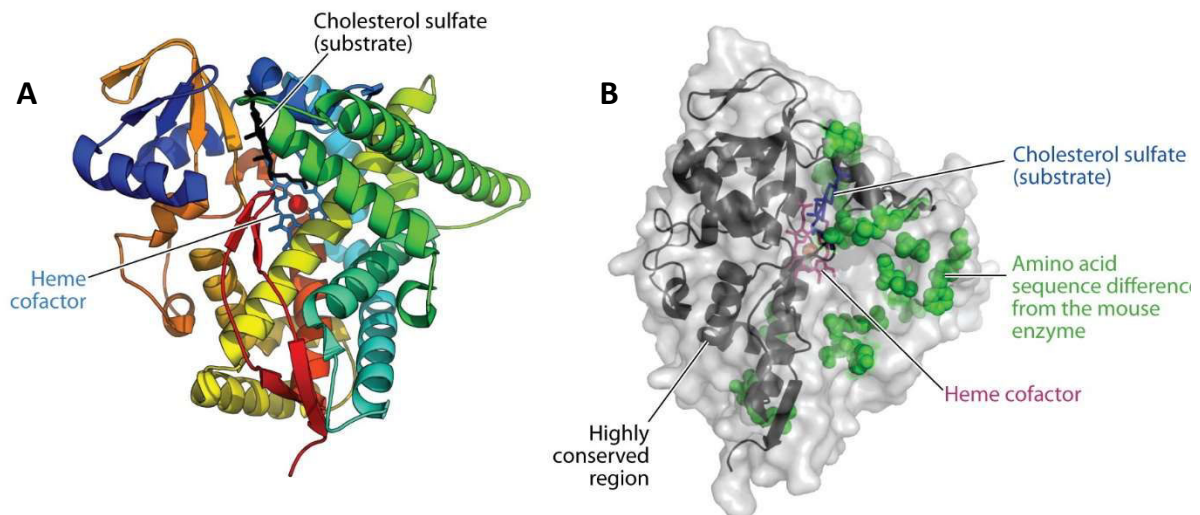 A
Cholesterol sulfate
(substrate)
Heme
cofactor
B
Cholesterol sulfate
(substrate)
Amino acid
sequence difference
from the mouse
enzyme
Heme cofactor
Highly
conserved
region